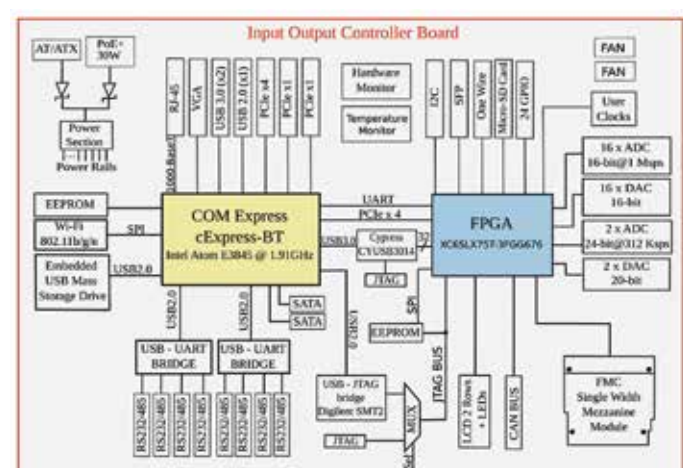 Input Output Controller Board
AT/ATX
PoE+
30W
Power
Section
Power Rails
RJ-45
VGA
USB 3.0 (x2)
USB 2.0 (x1)
PCIe x4
PCIe x1
PCIe x1
Hardware
Monitor
Temperature
Monitor
I2C
SFP
One Wire
Micro-SD Card
24 GPIO
FAN
FAN
User
Clocks
EEPROM
Wi-Fi
802.11b/g/n
SPI
Embedded
USB Mass
Storage Drive
USB2.0
COM Express
cExpress-BT
Intel Atom E3845 @ 1.91GHz
UART
PCIe x 4
USB3.0
Cypress
CYUSB3014
32
JTAG
FPGA
XC6SLX75T-3FGG676
16 x ADC
16-bit@1 Msps
16 x DAC
16-bit
2 x ADC
24-bit@312 Ksps
2 x DAC
20-bit
SATA
SATA
USB2.0
USB2.0
USB2.0
SPI
EEPROM
JTAG BUS
USB - UART
BRIDGE
USB - UART
BRIDGE
RS232/485
RS232/485
RS232/485
RS232/485
RS232/485
RS232/485
RS232/485
RS232/485
USB - JTAG
bridge
Digilent SMT2
JTAG
MUX
Sel
LCD 2 Rows
+ LEDs
CAN BUS
FMC
Single Width
Mezzanine
Module